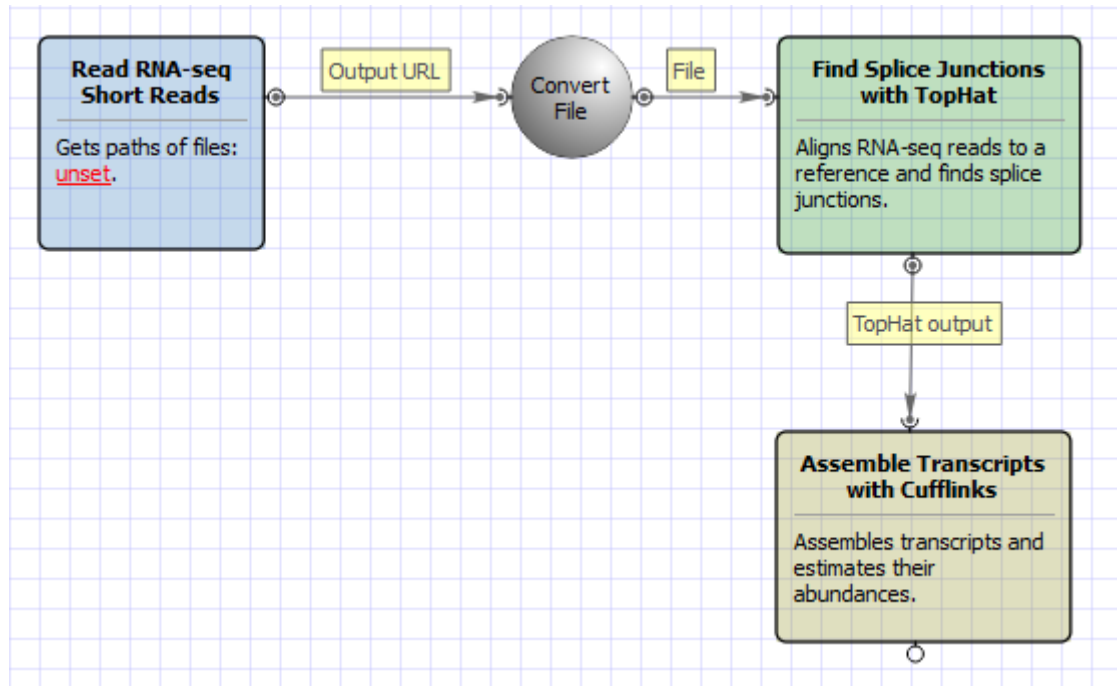 Read RNA-seq
Short Reads
Gets paths of files:
unset.
Output URL
Convert
File
File
Find Splice Junctions
with TopHat
Aligns RNA-seq reads to a
reference and finds splice
junctions.
TopHat output
Assemble Transcripts
with Cufflinks
Assembles transcripts and
estimates their
abundances.